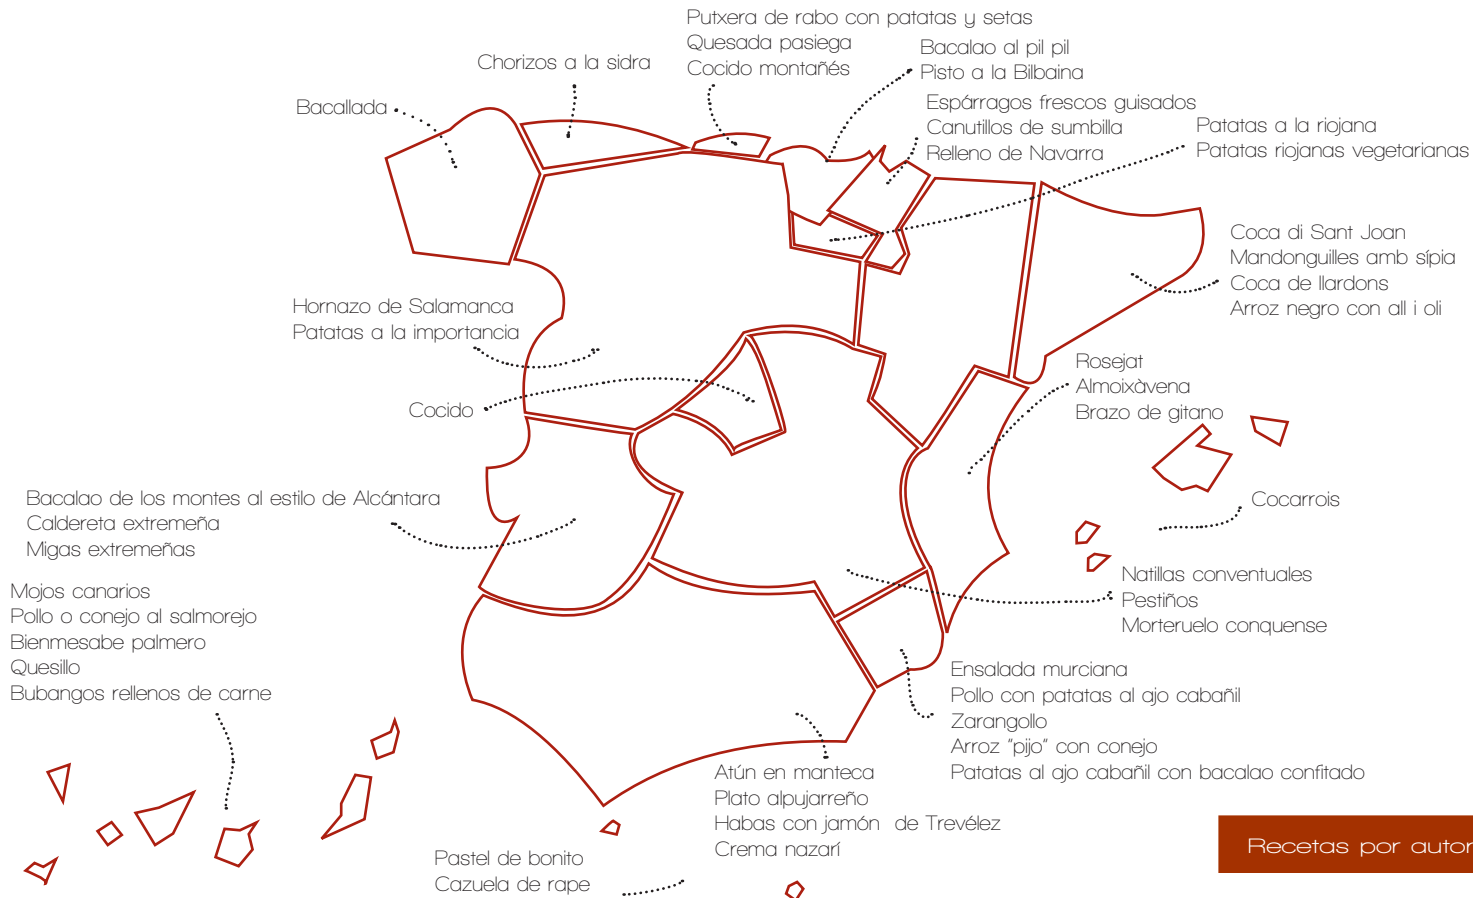 Putxera de rabo con patatas y setas
Quesada pasiega
Cocido montañés
Chorizos a la sidra
Bacalao al pil pil
Pisto a la Bilbaina
Bacallada
Espárragos frescos guisados
Canutillos de sumbilla
Relleno de Navarra
Patatas a la riojana
Patatas riojanas vegetarianas
Coca di Sant Joan
Mandonguilles amb sípia
Coca de llardons
Arroz negro con all i oli
Hornazo de Salamanca
Patatas a la importancia
Rosejat
Almoixàvena
Brazo de gitano
Cocido
Bacalao de los montes al estilo de Alcántara
Caldereta extremeña
Migas extremeñas
Cocarrois
Natillas conventuales
Pestiños
Morteruelo conquense
Mojos canarios
Pollo o conejo al salmorejo
Bienmesabe palmero
Quesillo
Bubangos rellenos de carne
Ensalada murciana
Pollo con patatas al ajo cabañil
Zarangollo
Arroz "pijo" con conejo
Patatas al ajo cabañil con bacalao confitado
Atún en manteca
Plato alpujarreño
Habas con jamón de Trevélez
Crema nazarí
Pastel de bonito
Cazuela de rape
Recetas por autor